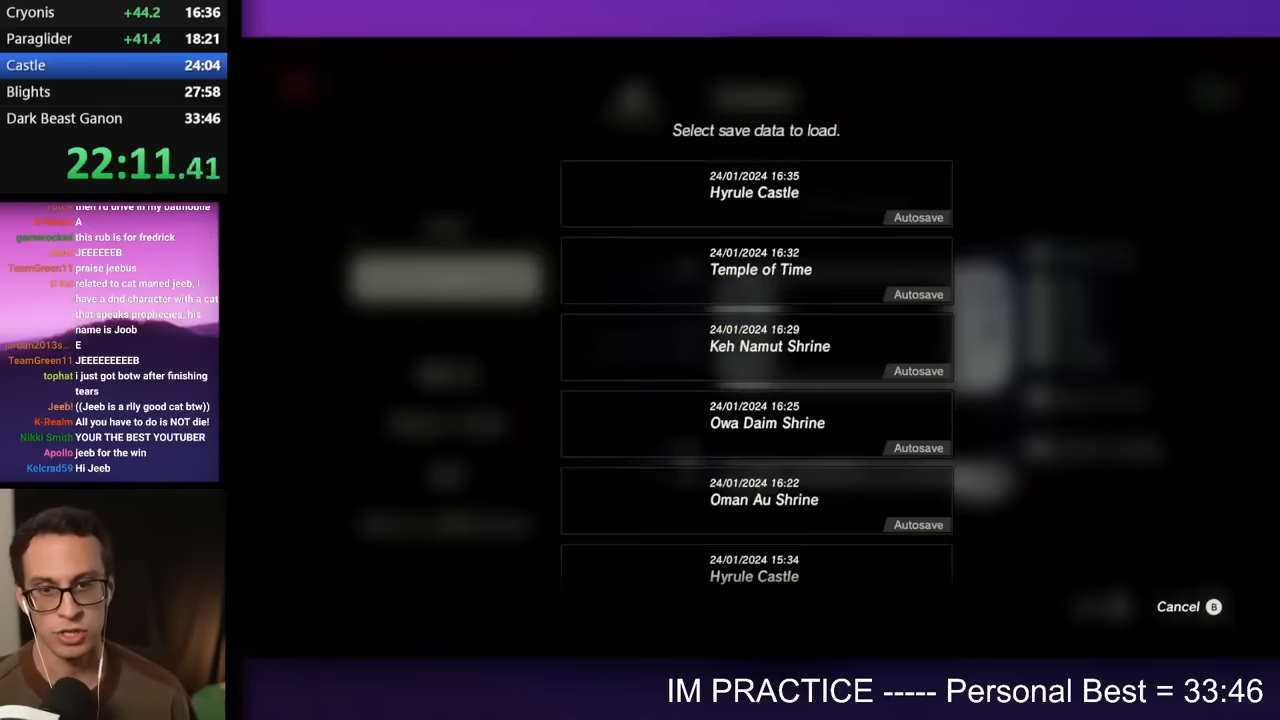 Cryonis +44.2 16:36
Paraglider +41.4 18:21
Castle 24:04
Blights 27:58
Dark Beast Ganon 33:46
22:11.41
then I'd drive in my batmobile
A
this rub is for fredrick
JEEEEEEB
TeamGreen11 praise jeebus
related to cat maned jeeb, I
have a dnd character with a cat
that speaks prophecies, his
name is Joob
E
TeamGreen11 JEEEEEEEEEB
tophat i just got botw after finishing
tears
Jeeb! ((Jeeb is a rlly good cat btw))
K-Realm All you have to do is NOT die!
Nikki Smith YOUR THE BEST YOUTUBER
Apollo jeeb for the win
Kelcrad59 Hi Jeeb
Select save data to load.
24/01/2024 16:35
Hyrule Castle
Autosave
24/01/2024 16:32
Temple of Time
Autosave
24/01/2024 16:29
Keh Namut Shrine
Autosave
24/01/2024 16:25
Owa Daim Shrine
Autosave
24/01/2024 16:22
Oman Au Shrine
Autosave
24/01/2024 15:34
Hyrule Castle
Cancel B
IM PRACTICE ----- Personal Best = 33:46